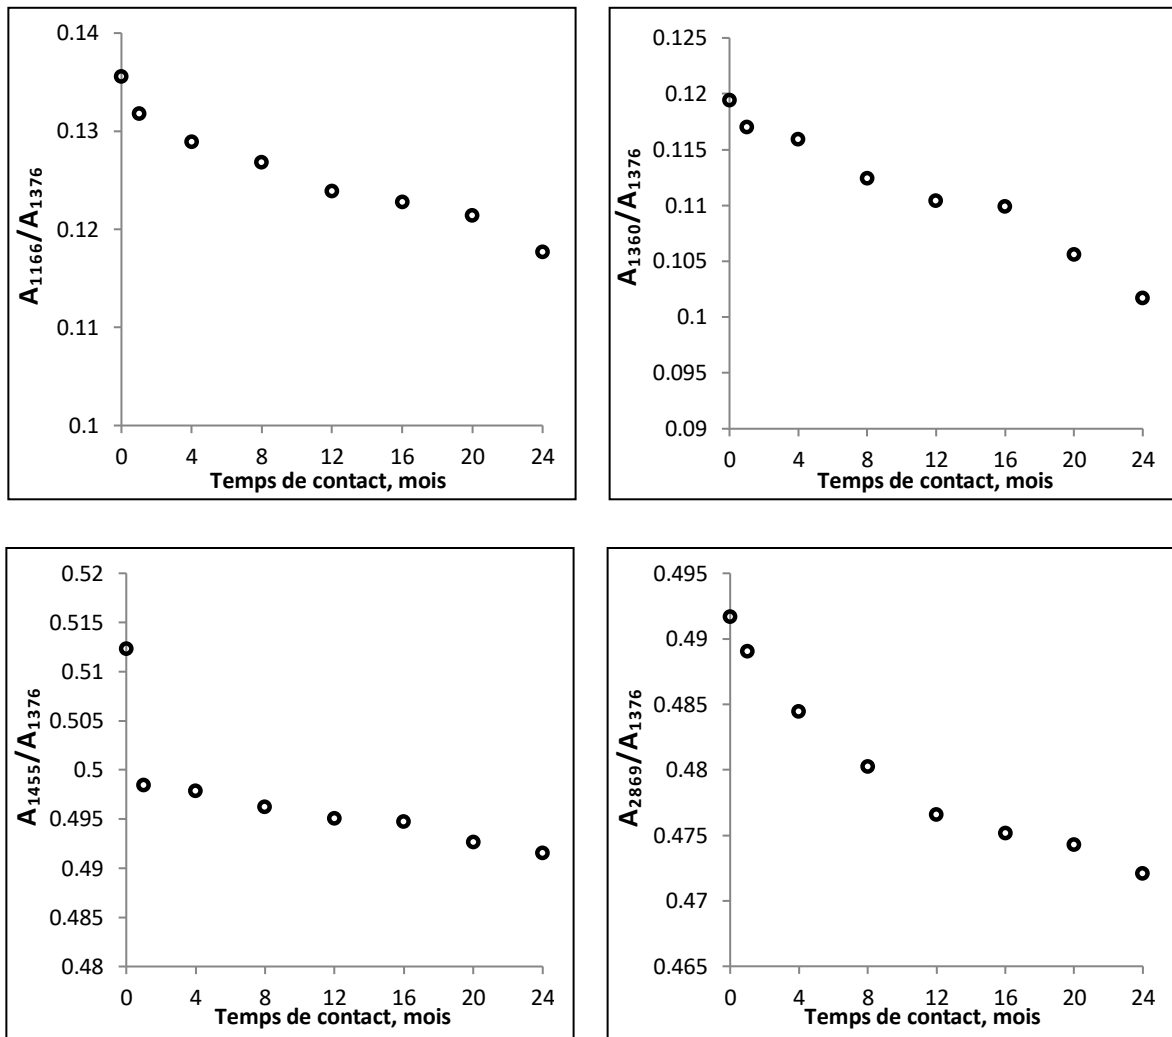 0.14
0.13
0.12
0.11
0.1
A1166/A1376
0 4 8 12 16 20 24
Temps de contact, mois
0.125
0.12
0.115
0.11
0.105
0.1
0.095
0.09
A1360/A1376
0 4 8 12 16 20 24
Temps de contact, mois
0.52
0.515
0.51
0.505
0.5
0.495
0.49
0.485
0.48
A1455/A1376
0 4 8 12 16 20 24
Temps de contact, mois
0.495
0.49
0.485
0.48
0.475
0.47
0.465
A2869/A1376
0 4 8 12 16 20 24
Temps de contact, mois